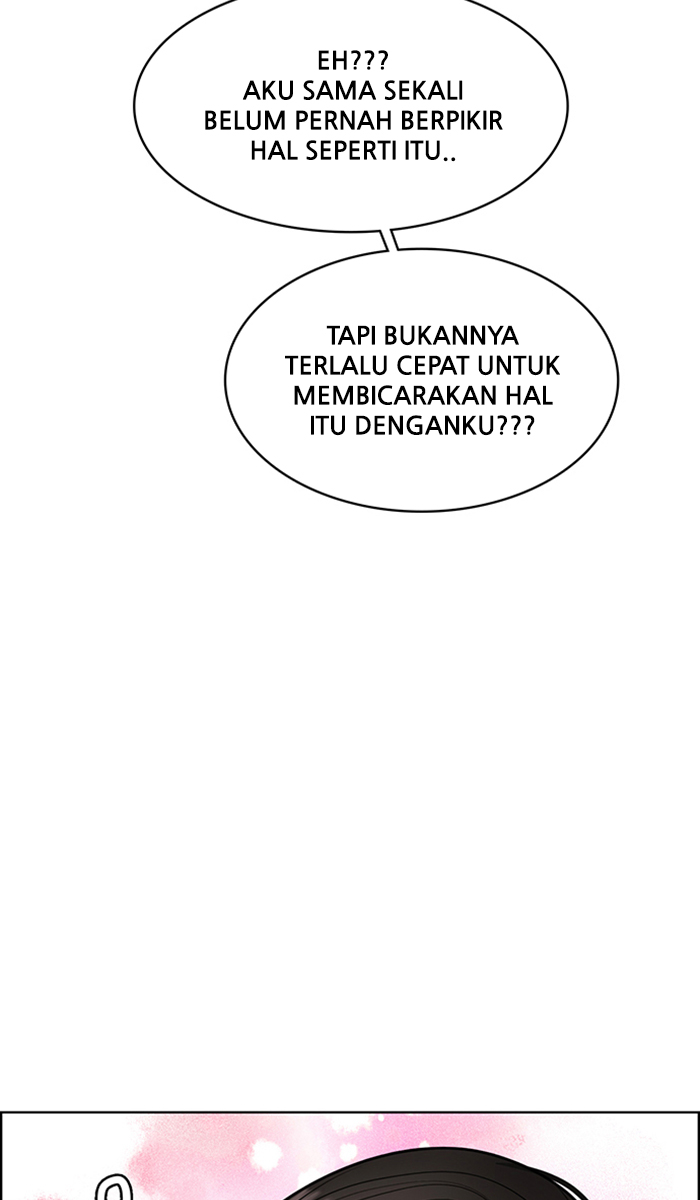 EH???
AKU SAMA SEKALI
BELUM PERNAH BERPIKIR
HAL SEPERTI ITU..
TAPI BUKANNYA
TERLALU CEPAT UNTUK
MEMBICARAKAN HAL
ITU DENGANKU???